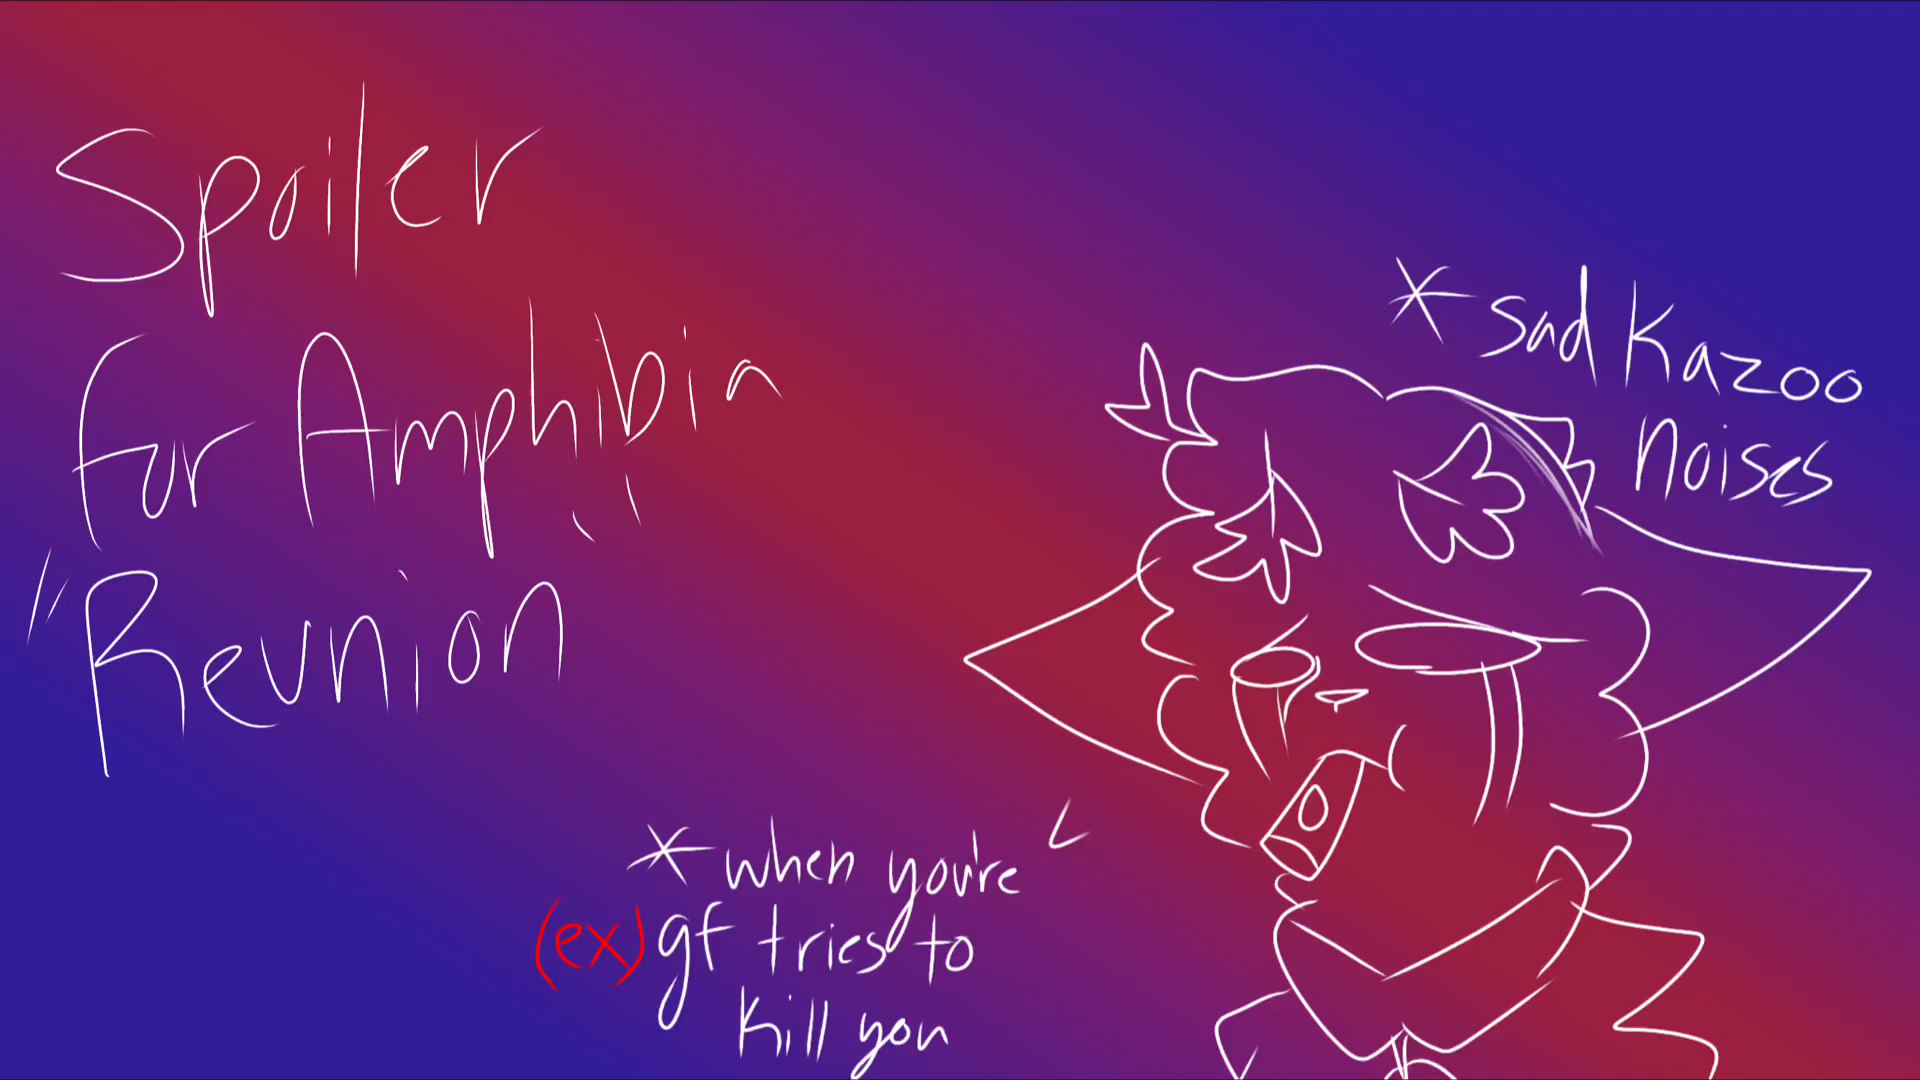 Spoiler
for Amphibia
"Reunion"
*sad Kazoo
noises
*when you're
(ex) gf tries to
kill you